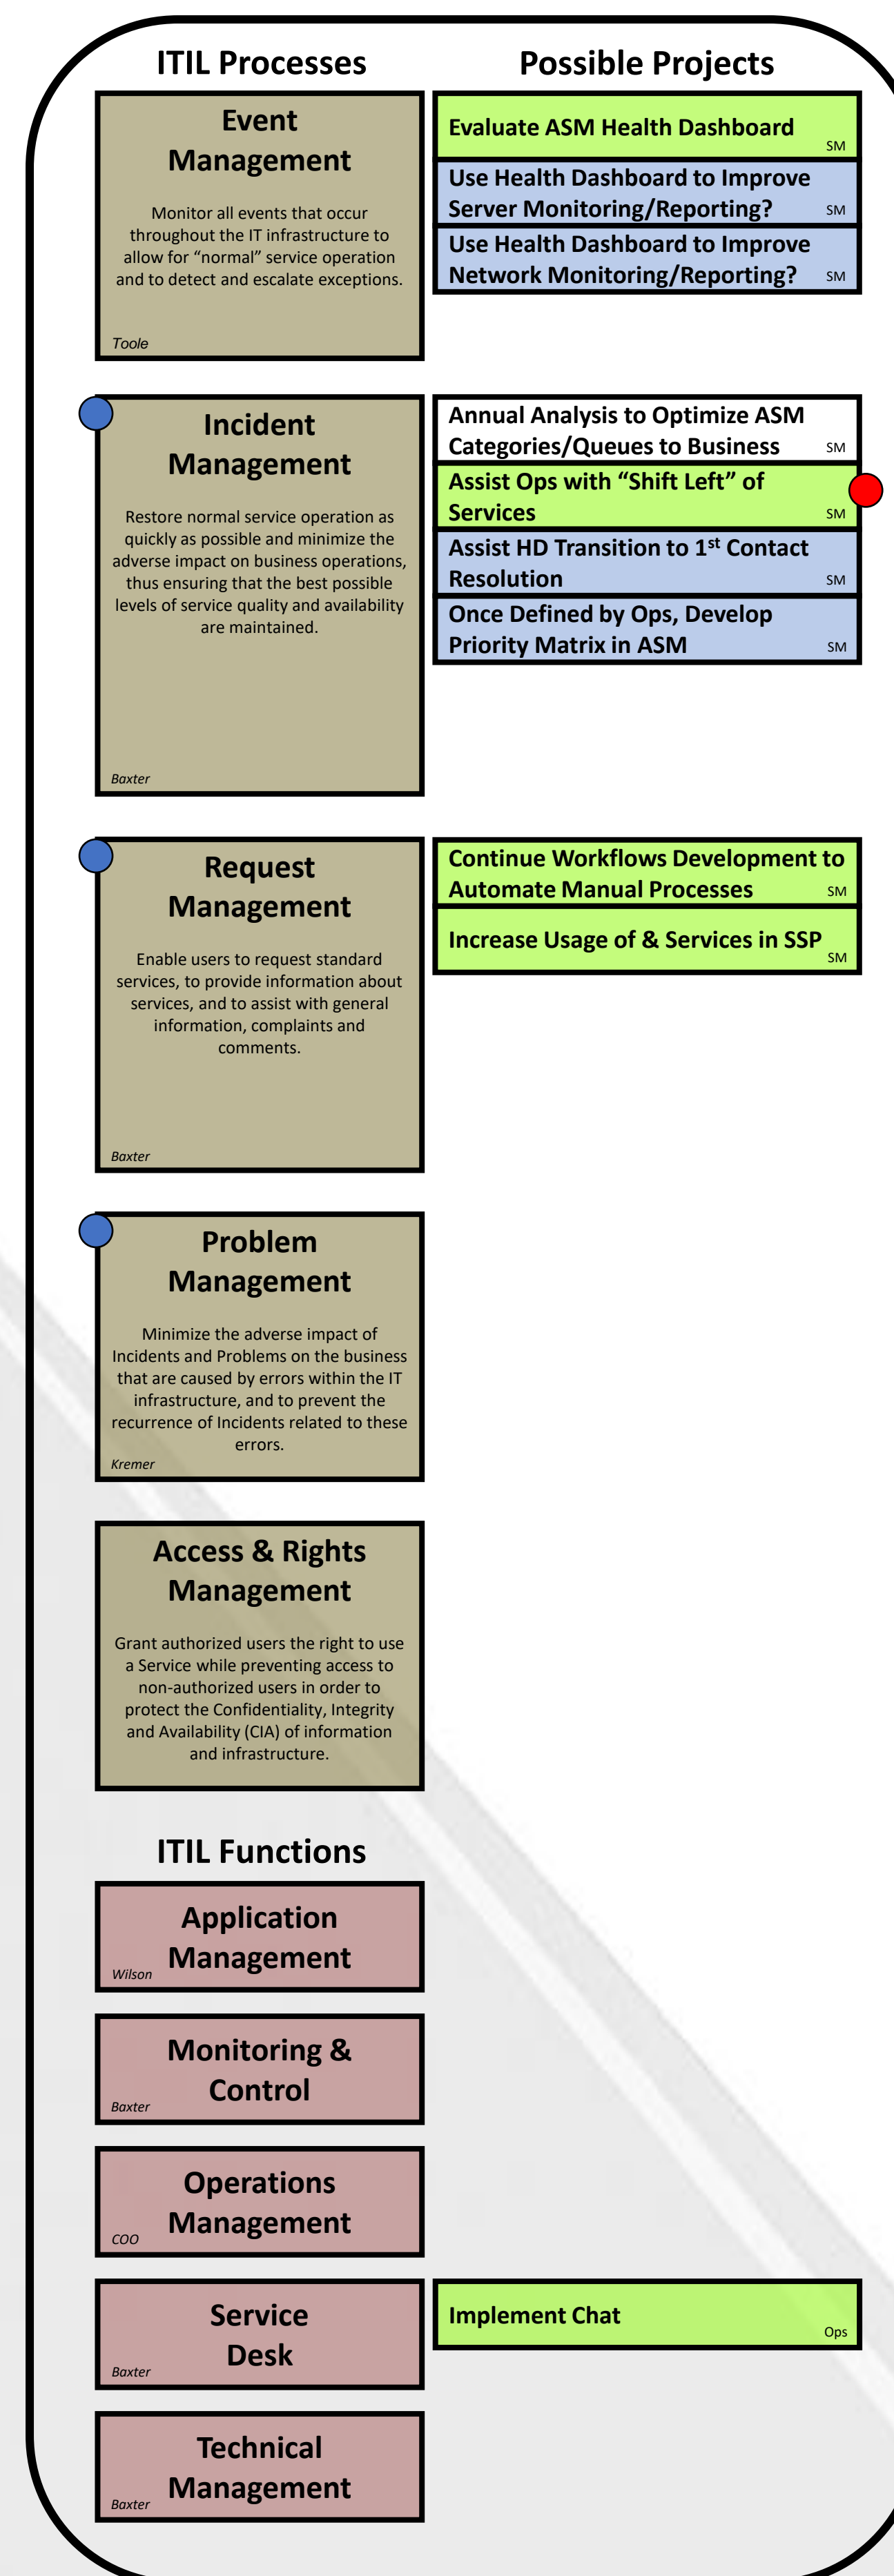 ITIL Processes
Possible Projects
Event
Management
Monitor all events that occur
throughout the IT infrastructure to
allow for “normal” service operation
and to detect and escalate exceptions.
Toole
Evaluate ASM Health Dashboard
SM
Use Health Dashboard to Improve
Server Monitoring/Reporting?
SM
Use Health Dashboard to Improve
Network Monitoring/Reporting?
SM
Incident
Management
Restore normal service operation as
quickly as possible and minimize the
adverse impact on business operations,
thus ensuring that the best possible
levels of service quality and availability
are maintained.
Baxter
Annual Analysis to Optimize ASM
Categories/Queues to Business
SM
Assist Ops with “Shift Left” of
Services
SM
Assist HD Transition to 1st Contact
Resolution
SM
Once Defined by Ops, Develop
Priority Matrix in ASM
SM
Request
Management
Enable users to request standard
services, to provide information about
services, and to assist with general
information, complaints and
comments.
Baxter
Continue Workflows Development to
Automate Manual Processes
SM
Increase Usage of & Services in SSP
SM
Problem
Management
Minimize the adverse impact of
Incidents and Problems on the business
that are caused by errors within the IT
infrastructure, and to prevent the
recurrence of Incidents related to these
errors.
Kremer
Access & Rights
Management
Grant authorized users the right to use
a Service while preventing access to
non-authorized users in order to
protect the Confidentiality, Integrity
and Availability (CIA) of information
and infrastructure.
ITIL Functions
Application
Management
Wilson
Monitoring &
Control
Baxter
Operations
Management
COO
Service
Desk
Baxter
Implement Chat
Ops
Technical
Management
Baxter